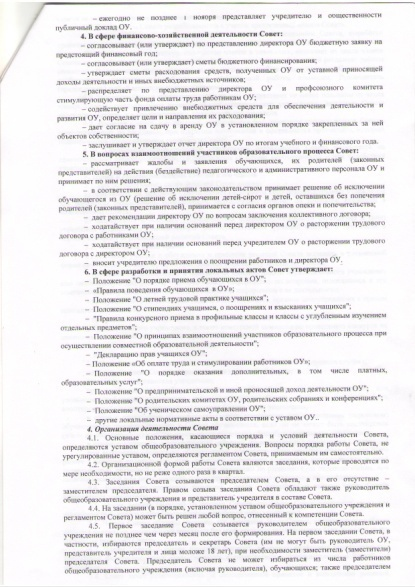 – ежегодно не позднее 1 ноября представляет учредителю и общественности
публичный доклад ОУ.
4. В сфере финансово-хозяйственной деятельности Совет:
– согласовывает (или утверждает) по представлению директора ОУ бюджетную заявку на
предстоящий финансовый год;
– согласовывает (или утверждает) сметы бюджетного финансирования;
– утверждает сметы расходования средств, полученных ОУ от уставной приносящей
доходы деятельности и иных внебюджетных источников;
– распределяет по представлению директора ОУ и профсоюзного комитета
стимулирующую часть фонда оплаты труда работникам ОУ;
– содействует привлечению внебюджетных средств для обеспечения деятельности и
развития ОУ, определяет цели и направления их расходования;
– дает согласие на сдачу в аренду ОУ в установленном порядке закрепленных за ней
объектов собственности;
– заслушивает и утверждает отчет директора ОУ по итогам учебного и финансового года.
5. В вопросах взаимоотношений участников образовательного процесса Совет:
– рассматривает жалобы и заявления обучающихся, их родителей (законных
представителей) на действия (бездействие) педагогического и административного персонала ОУ и
принимает по ним решения;
– в соответствии с действующим законодательством принимает решение об исключении
обучающегося из ОУ (решение об исключении детей-сирот и детей, оставшихся без попечения
родителей (законных представителей), принимается с согласия органов опеки и попечительства;
– дает рекомендации директору ОУ по вопросам заключения коллективного договора;
– ходатайствует при наличии оснований перед директором ОУ о расторжении трудового
договора с работниками ОУ;
– ходатайствует при наличии оснований перед учредителем ОУ о расторжении трудового
договора с директором ОУ;
– вносит учредителю предложения о поощрении работников и директора ОУ.
6. В сфере разработки и принятия локальных актов Совет утверждает:
– Положение "О порядке приема обучающихся в ОУ";
– «Правила поведения обучающихся в ОУ»;
– Положение "О летней трудовой практике учащихся";
– Положение "О стипендиях учащимся, о поощрениях и взысканиях учащихся";
– "Правила конкурсного приема в профильные классы и классы с углубленным изучением
отдельных предметов";
– Положение "О принципах взаимоотношений участников образовательного процесса при
осуществлении совместной образовательной деятельности";
– "Декларацию прав учащихся ОУ";
– Положение «Об оплате труда и стимулировании работников ОУ»;
– Положение "О порядке оказания дополнительных, в том числе платных,
образовательных услуг";
– Положение "О предпринимательской и иной приносящей доход деятельности ОУ";
– Положение "О родительских комитетах ОУ, родительских собраниях и конференциях";
– Положение "Об ученическом самоуправлении ОУ";
– другие локальные нормативные акты в соответствии с уставом ОУ..
4. Организация деятельности Совета
4.1. Основные положения, касающиеся порядка и условий деятельности Совета,
определяются уставом общеобразовательного учреждения. Вопросы порядка работы Совета, не
урегулированные уставом, определяются регламентом Совета, принимаемым им самостоятельно.
4.2. Организационной формой работы Совета являются заседания, которые проводятся по
мере необходимости, но не реже одного раза в квартал.
4.3. Заседания Совета созываются председателем Совета, а в его отсутствие –
заместителем председателя. Правом созыва заседания Совета обладают также руководитель
общеобразовательного учреждения и представитель учредителя в составе Совета.
4.4. На заседании (в порядке, установленном уставом общеобразовательного учреждения и
регламентом Совета) может быть решен любой вопрос, отнесенный к компетенции Совета.
4.5. Первое заседание Совета созывается руководителем общеобразовательного
учреждения не позднее чем через месяц после его формирования. На первом заседании Совета, в
частности, избираются председатель и секретарь Совета (им не могут быть руководитель ОУ,
представитель учредителя и лица моложе 18 лет), при необходимости заместитель (заместители)
председателя Совета. Председатель Совета не может избираться из числа работников
общеобразовательного учреждения (включая руководителя), обучающихся; также председателем